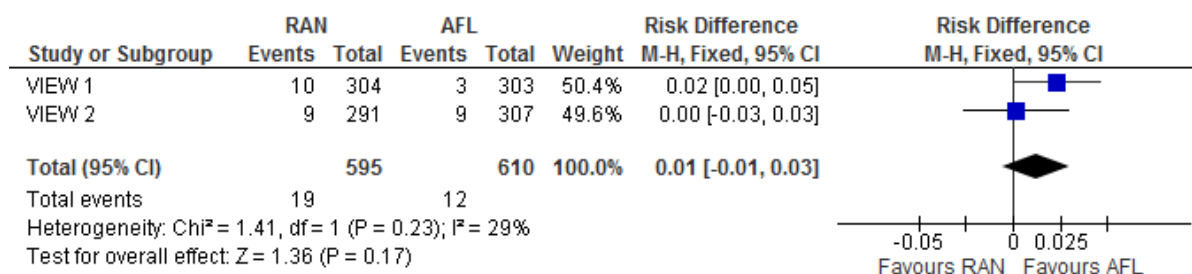 RAN AFL Risk Difference Risk Difference
Study or Subgroup Events Total Events Total Weight M-H, Fixed, 95% CI M-H, Fixed, 95% CI
VIEW 1 10 304 3 303 50.4% 0.02 [0.00, 0.05]
VIEW 2 9 291 9 307 49.6% 0.00 [-0.03, 0.03]
Total (95% CI) 595 610 100.0% 0.01 [-0.01, 0.03]
Total events 19 12
Heterogeneity: Chi² = 1.41, df = 1 (P = 0.23); I² = 29%
Test for overall effect: Z = 1.36 (P = 0.17)
-0.05 0 0.025
Favours RAN Favours AFL